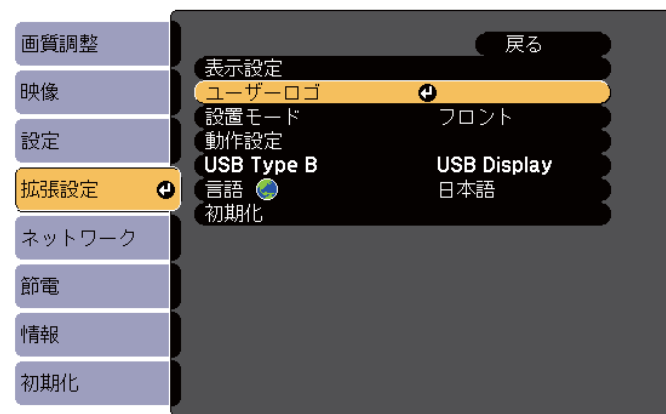 画質調整
映像
設定
拡張設定
ネットワーク
節電
情報
初期化
戻る
表示設定
ユーザーロゴ
設置モード フロント
動作設定
USB Type B USB Display
言語 日本語
初期化